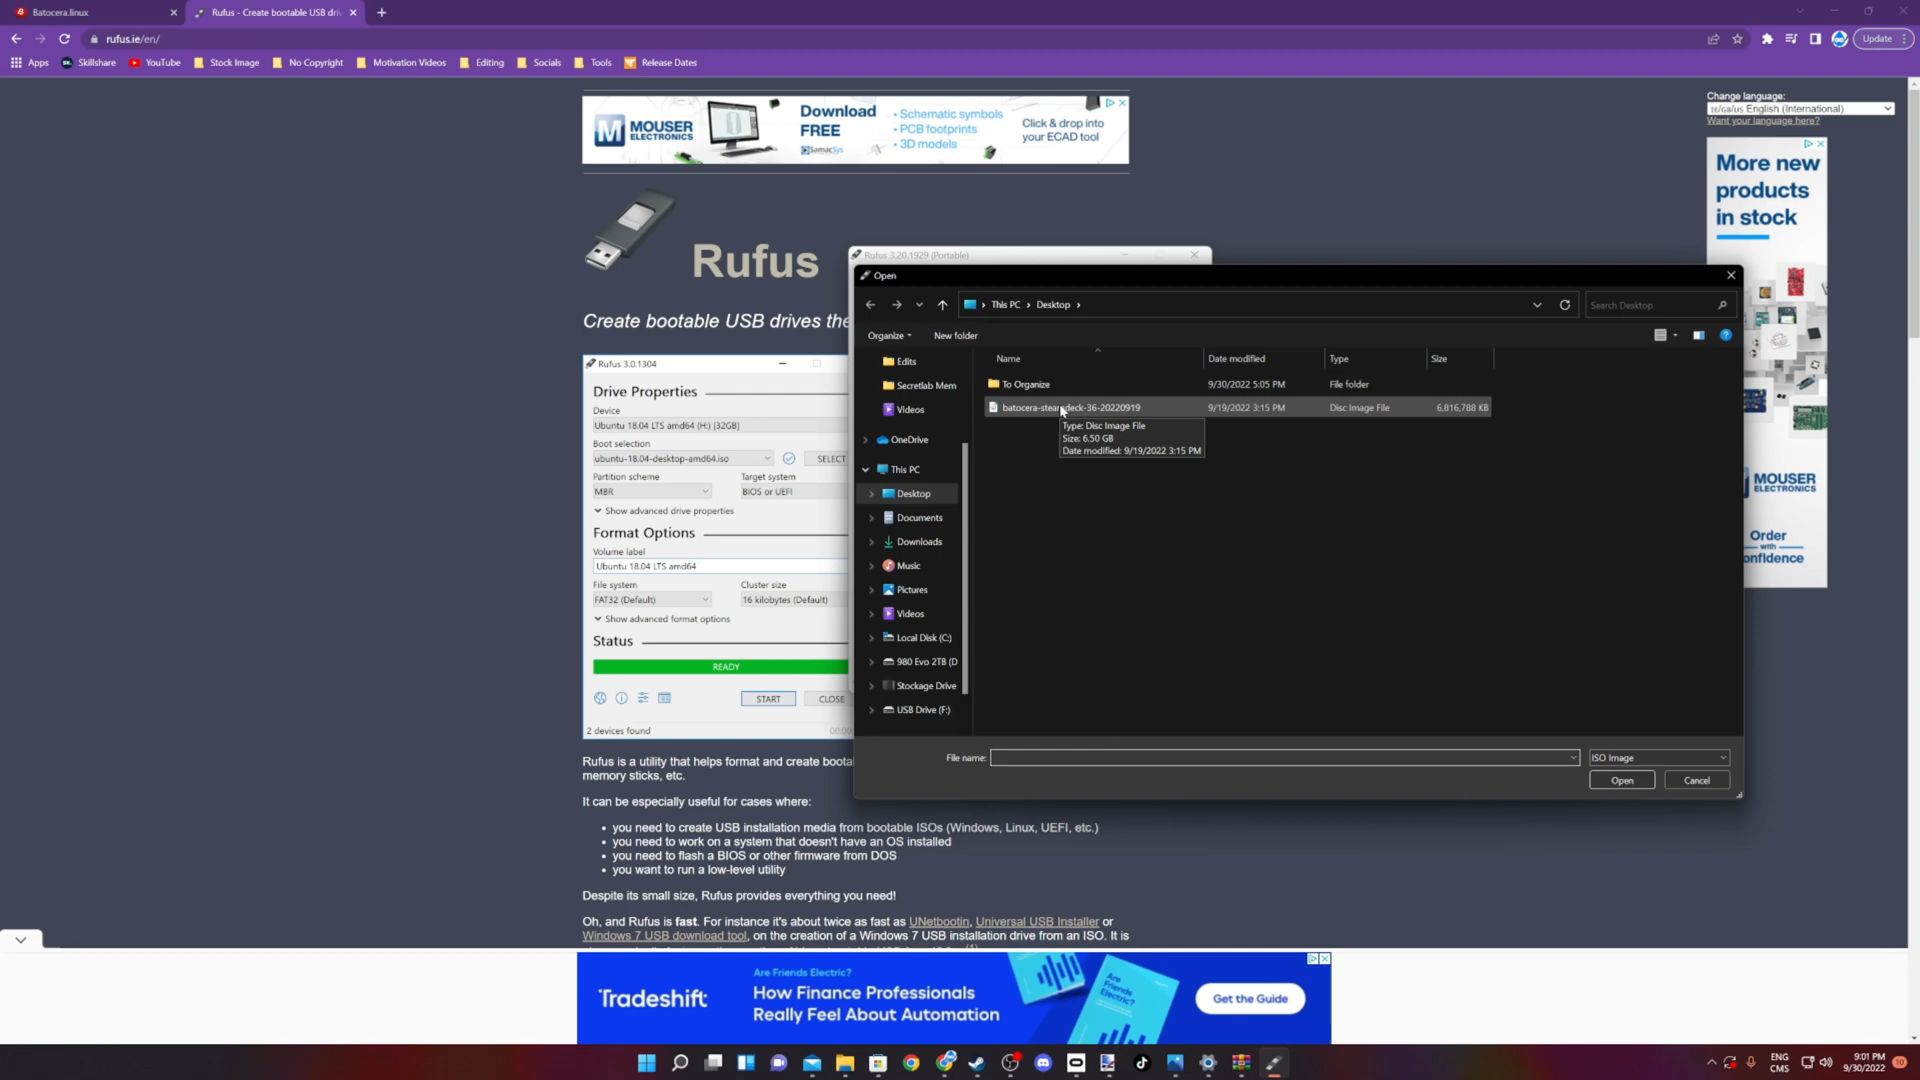 Batocera.linux
Rufus - Create bootable USB driv
rufus.ie/en/
Update
Apps
Skillshare
YouTube
Stock Image
No Copyright
Motivation Videos
Editing
Socials
Tools
Release Dates
MOUSER
ELECTRONICS
Download
FREE
SamacSys
• Schematic symbols
• PCB footprints
• 3D models
Click & drop into
your ECAD tool
Change language:
IE/GB/US English (International)
Want your language here?
More new
products
in stock
MOUSER
ELECTRONICS
Order
with
onfidence
Rufus
Create bootable USB drives the
Rufus 3.0.1304
Drive Properties
Device
Ubuntu 18.04 LTS amd64 (H:) [32GB]
Boot selection
ubuntu-18.04-desktop-amd64.iso
SELECT
Partition scheme
Target system
MBR
BIOS or UEFI
Show advanced drive properties
Format Options
Volume label
Ubuntu 18.04 LTS amd64
File system
Cluster size
FAT32 (Default)
16 kilobytes (Default)
Show advanced format options
Status
READY
START
CLOSE
2 devices found
00:00
Rufus 3.20.1929 (Portable)
Open
This PC
Desktop
Search Desktop
Organize
New folder
Name
Date modified
Type
Size
To Organize
9/30/2022 5:05 PM
File folder
9/19/2022 3:15 PM
Disc Image File
6,816,788 KB
Type: Disc Image File
Size: 6.50 GB
Date modified: 9/19/2022 3:15 PM
Edits
Secretlab Mem
Videos
OneDrive
This PC
Desktop
Documents
Downloads
Music
Pictures
Videos
Local Disk (C:)
980 Evo 2TB (D
Stockage Drive
USB Drive (F:)
File name:
ISO Image
Open
Cancel
Rufus is a utility that helps format and create boota
memory sticks, etc.
It can be especially useful for cases where:
• you need to create USB installation media from bootable ISOs (Windows, Linux, UEFI, etc.)
• you need to work on a system that doesn't have an OS installed
• you need to flash a BIOS or other firmware from DOS
• you want to run a low-level utility
Despite its small size, Rufus provides everything you need!
Oh, and Rufus is fast. For instance it's about twice as fast as UNetbootin, Universal USB Installer or
Windows 7 USB download tool, on the creation of a Windows 7 USB installation drive from an ISO. It is
Tradeshift
Are Friends Electric?
How Finance Professionals
Really Feel About Automation
Are Friends
Electric?
Get the Guide
ENG
CMS
9:01 PM
9/30/2022
10